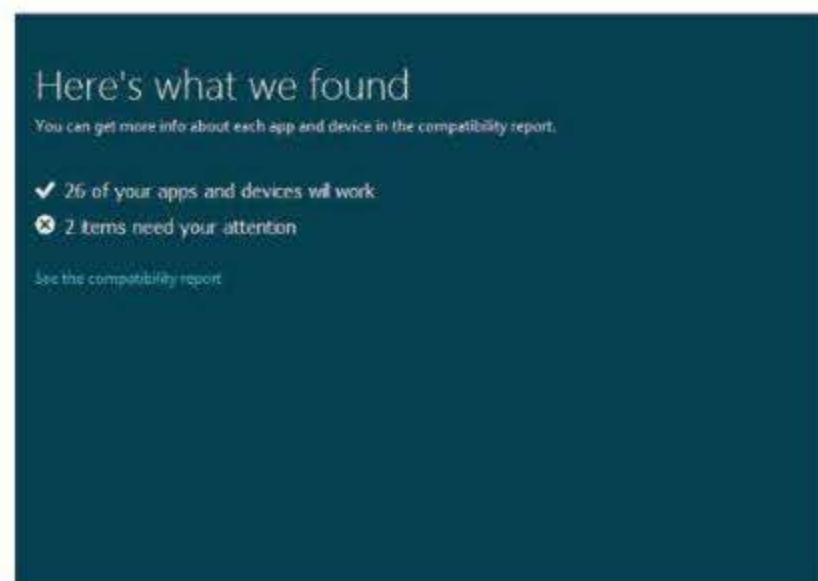 Here's what we found
You can get more info about each app and device in the compatibility report.
26 of your apps and devices will work
2 items need your attention
See the compatibility report